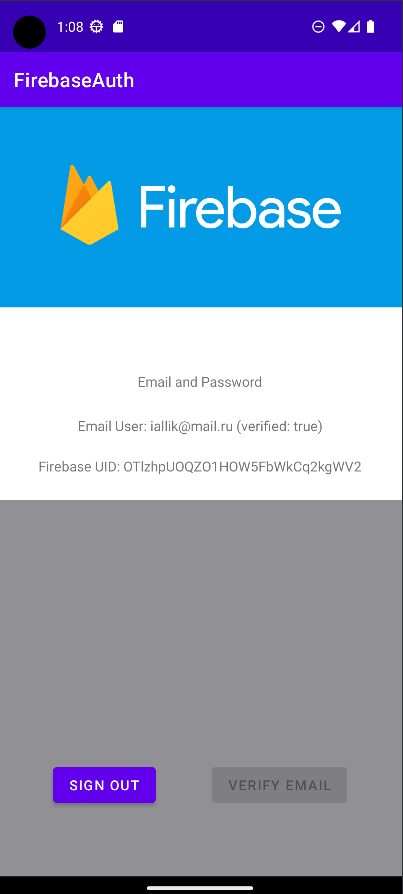 1:08
FirebaseAuth
Firebase
Email and Password
Email User: iallik@mail.ru (verified: true)
Firebase UID: OTlzhpUOQZO1HOW5FbWkCq2kgWV2
SIGN OUT
VERIFY EMAIL